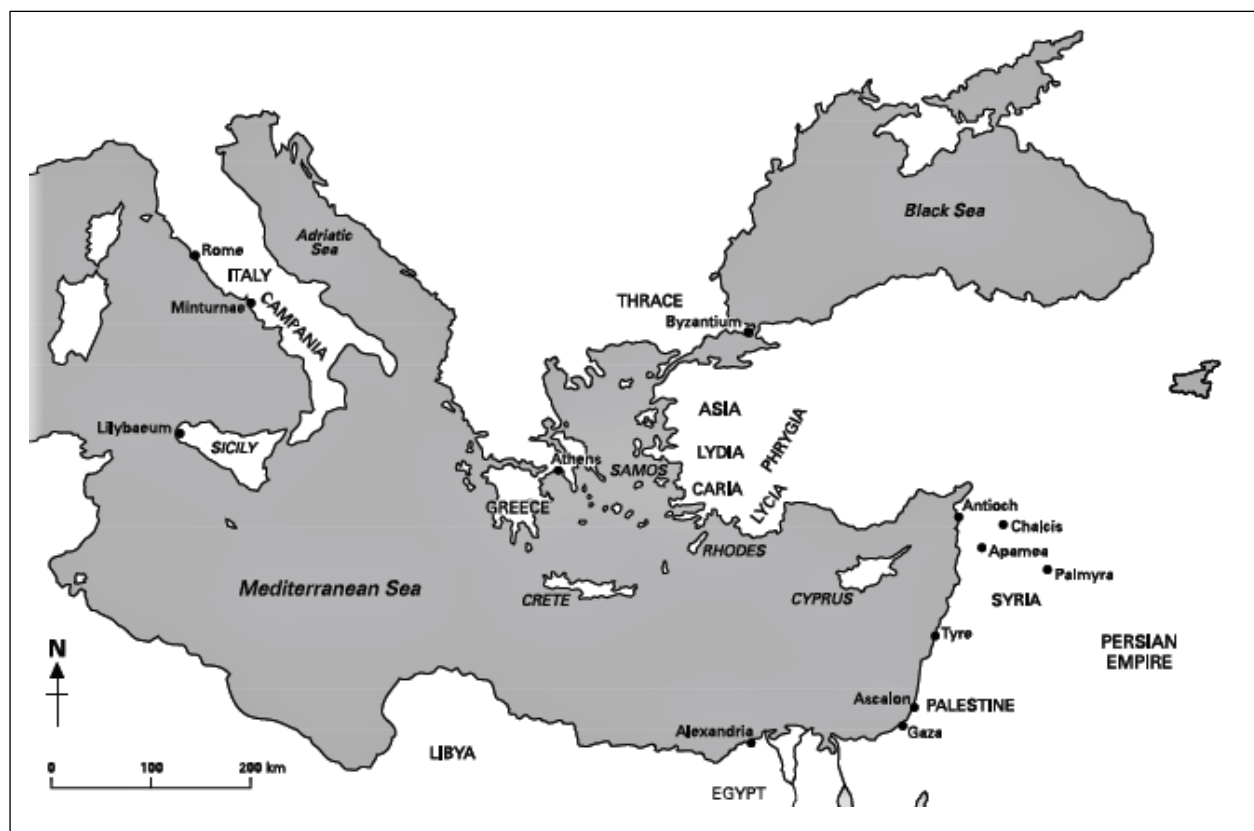 Black Sea
Adriatic
Sea
Rome
ITALY
THRACE
Minturnae
CAMPANIA
Byzantium
ASIA
PHRYGIA
Lilybaeum
SICILY
LYDIA
Athens
SAMOS
CARIA
LYCIA
GREECE
Antioch
Chalcis
RHODES
Apamea
Palmyra
Mediterranean Sea
CRETE
CYPRUS
SYRIA
Tyre
PERSIAN
EMPIRE
N
Ascalon
PALESTINE
Gaza
Alexandria
LIBYA
0 100 200 km
EGYPT